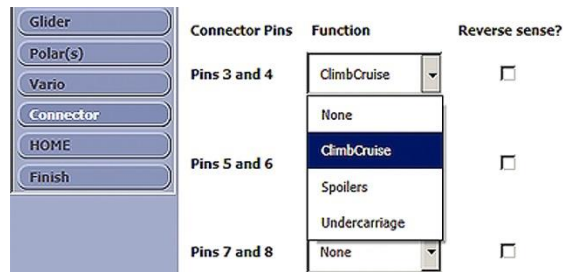 Glider
Polar(s)
Vario
Connector
HOME
Finish
Connector Pins Function Reverse sense?
Pins 3 and 4 ClimbCruise
None
ClimbCruise
Pins 5 and 6
Spoilers
Undercarriage
Pins 7 and 8 None